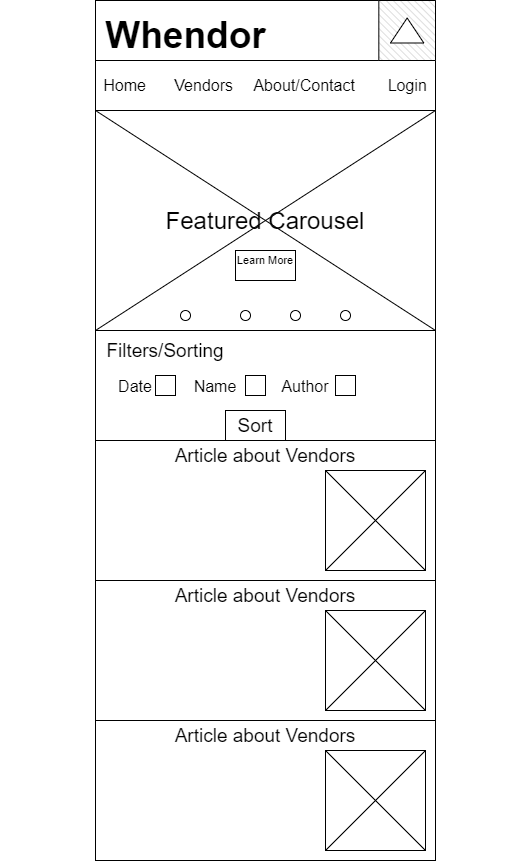 Whendor
Home Vendors About/Contact Login
Featured Carousel
Learn More
Filters/Sorting
Date Name Author
Sort
Article about Vendors
Article about Vendors
Article about Vendors